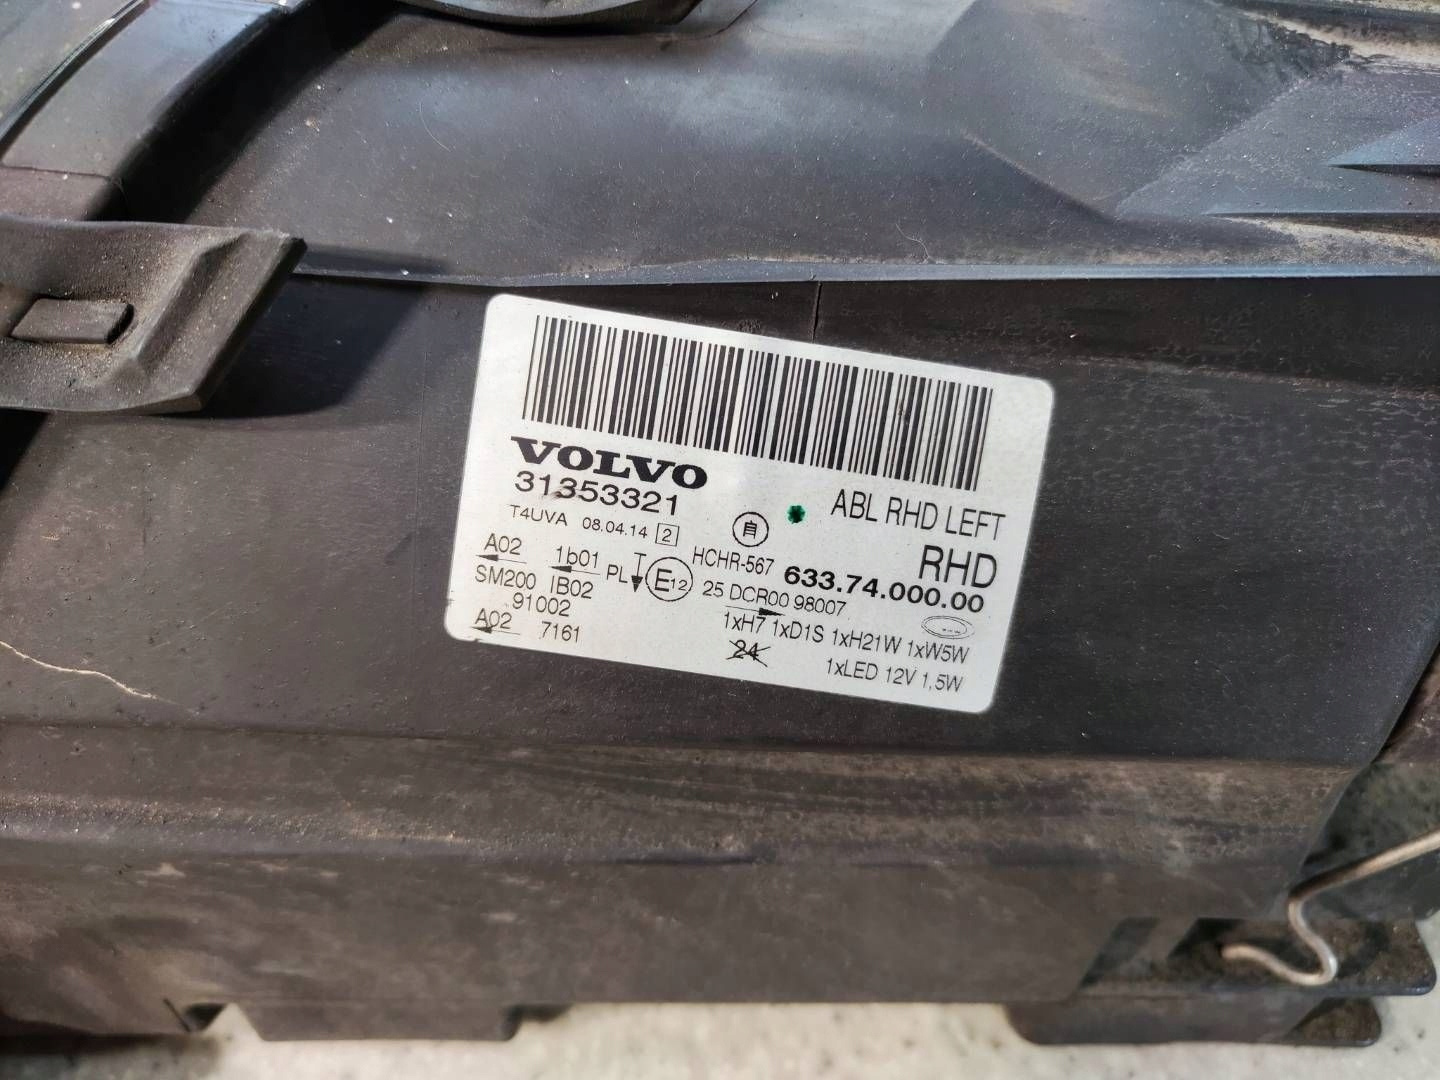 VOLVO
31353321
T4UVA 08.04.14 2
自
ABL RHD LEFT
RHD
A02 1b01 PL E12 HCHR-567 633.74.000.00
SM200 IB02 25 DCR00 98007
91002
A02 7161
1xH7 1xD1S 1xH21W 1xW5W
24 1xLED 12V 1,5W